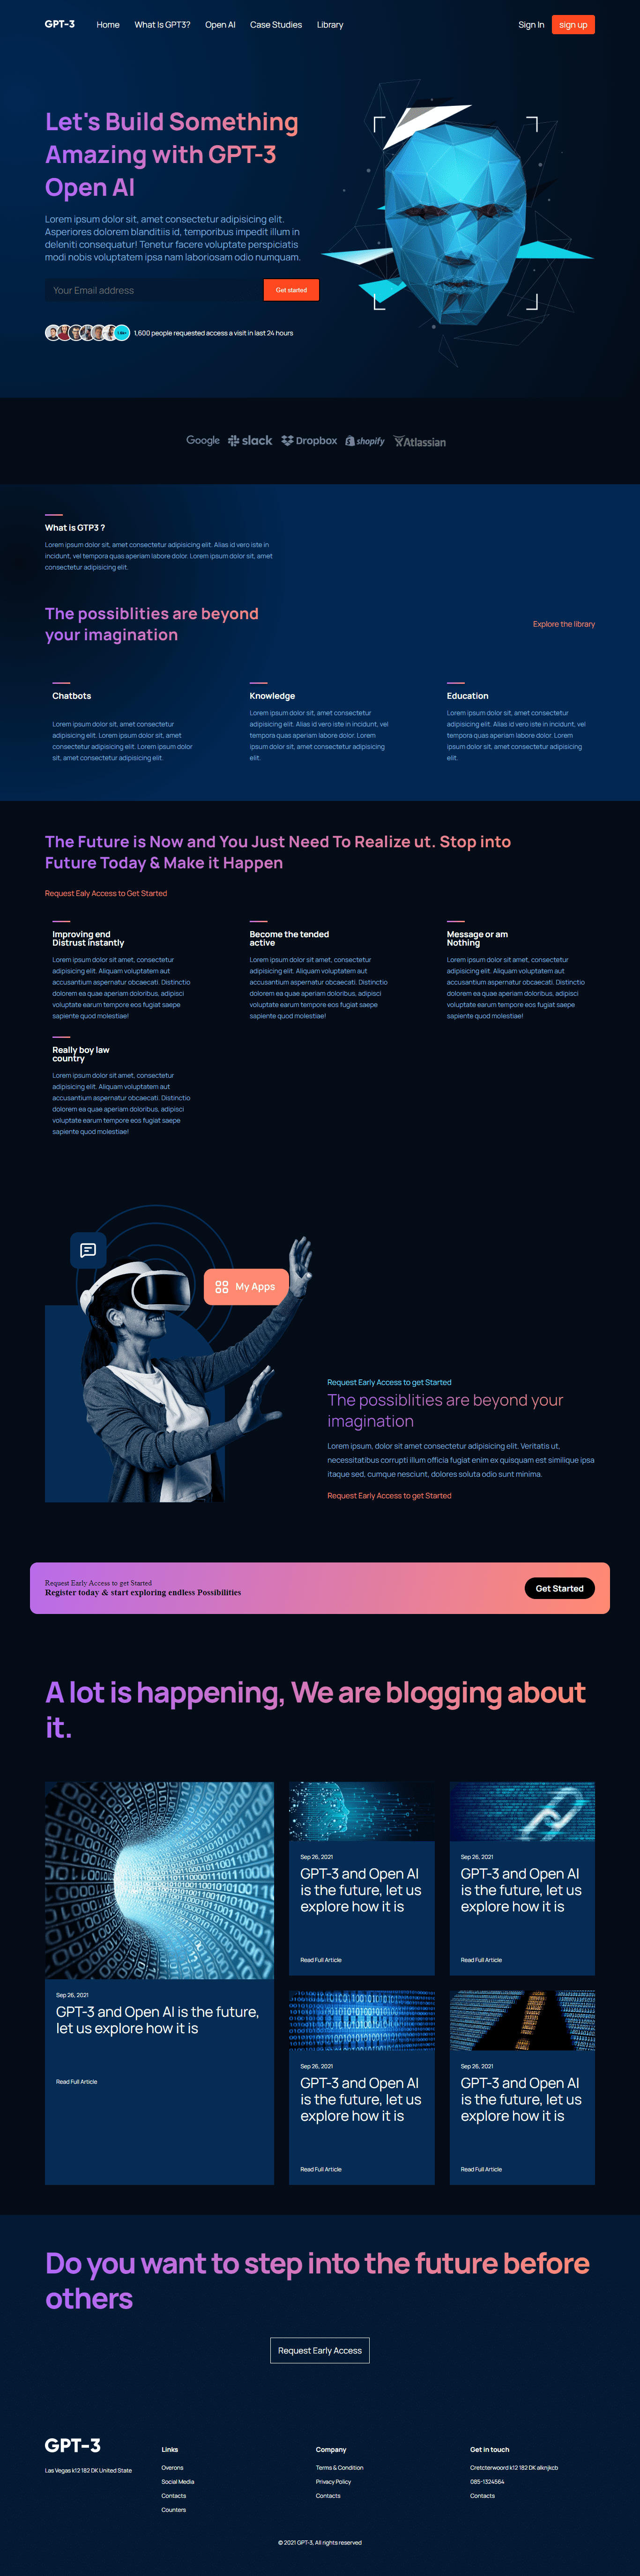 GPT-3 Home What Is GPT3? Open AI Case Studies Library Sign In sign up
Let's Build Something
Amazing with GPT-3
Open AI
Lorem ipsum dolor sit, amet consectetur adipisicing elit.
Asperiores dolorem blanditiis id, temporibus impedit illum in
deleniti consequatur! Tenetur facere voluptate perspiciatis
modi nobis voluptatem ipsa nam laboriosam odio numquam.
Your Email address Get started
1,600 people requested access a visit in last 24 hours
Google slack Dropbox shopify Atlassian
What is GTP3 ?
Lorem ipsum dolor sit, amet consectetur adipisicing elit. Alias id vero iste in
incidunt, vel tempora quas aperiam labore dolor. Lorem ipsum dolor sit, amet
consectetur adipisicing elit.
The possiblities are beyond
your imagination
Explore the library
Chatbots
Lorem ipsum dolor sit, amet consectetur
adipisicing elit. Lorem ipsum dolor sit, amet
consectetur adipisicing elit. Lorem ipsum dolor
sit, amet consectetur adipisicing elit.
Knowledge
Lorem ipsum dolor sit, amet consectetur
adipisicing elit. Alias id vero iste in incidunt, vel
tempora quas aperiam labore dolor. Lorem
ipsum dolor sit, amet consectetur adipisicing
elit.
Education
Lorem ipsum dolor sit, amet consectetur
adipisicing elit. Alias id vero iste in incidunt, vel
tempora quas aperiam labore dolor. Lorem
ipsum dolor sit, amet consectetur adipisicing
elit.
The Future is Now and You Just Need To Realize ut. Stop into
Future Today & Make it Happen
Request Ealy Access to Get Started
Improving end
Distrust Instantly
Lorem ipsum dolor sit amet, consectetur
adipisicing elit. Aliquam voluptatem aut
accusantium aspernatur obcaecati. Distinctio
dolorem ea quae aperiam doloribus, adipisci
voluptate earum tempore eos fugiat saepe
sapiente quod molestiae!
Become the tended
active
Lorem ipsum dolor sit amet, consectetur
adipisicing elit. Aliquam voluptatem aut
accusantium aspernatur obcaecati. Distinctio
dolorem ea quae aperiam doloribus, adipisci
voluptate earum tempore eos fugiat saepe
sapiente quod molestiae!
Message or am
Nothing
Lorem ipsum dolor sit amet, consectetur
adipisicing elit. Aliquam voluptatem aut
accusantium aspernatur obcaecati. Distinctio
dolorem ea quae aperiam doloribus, adipisci
voluptate earum tempore eos fugiat saepe
sapiente quod molestiae!
Really boy law
country
Lorem ipsum dolor sit amet, consectetur
adipisicing elit. Aliquam voluptatem aut
accusantium aspernatur obcaecati. Distinctio
dolorem ea quae aperiam doloribus, adipisci
voluptate earum tempore eos fugiat saepe
sapiente quod molestiae!
My Apps
Request Early Access to get Started
The possiblities are beyond your
imagination
Lorem ipsum, dolor sit amet consectetur adipisicing elit. Veritatis ut,
necessitatibus corrupti illum officia fugiat enim ex quisquam est similique ipsa
itaque sed, cumque nesciunt, dolores soluta odio sunt minima.
Request Early Access to get Started
Request Early Access to get Started
Register today & start exploring endless Possibilities
Get Started
A lot is happening, We are blogging about
it.
Sep 26, 2021
GPT-3 and Open AI is the future,
let us explore how it is
Read Full Article
Sep 26, 2021
GPT-3 and Open AI
is the future, let us
explore how it is
Read Full Article
Sep 26, 2021
GPT-3 and Open AI
is the future, let us
explore how it is
Read Full Article
Sep 26, 2021
GPT-3 and Open AI
is the future, let us
explore how it is
Read Full Article
Sep 26, 2021
GPT-3 and Open AI
is the future, let us
explore how it is
Read Full Article
Do you want to step into the future before
others
Request Early Access
GPT-3
Las Vegas k12 182 DK United State
Links
Overons
Social Media
Contacts
Counters
Company
Terms & Condition
Privacy Policy
Contacts
Get in touch
Cretcterwoord k12 182 DK alknjkcb
085-1324564
Contacts
© 2021 GPT-3, All rights reserved